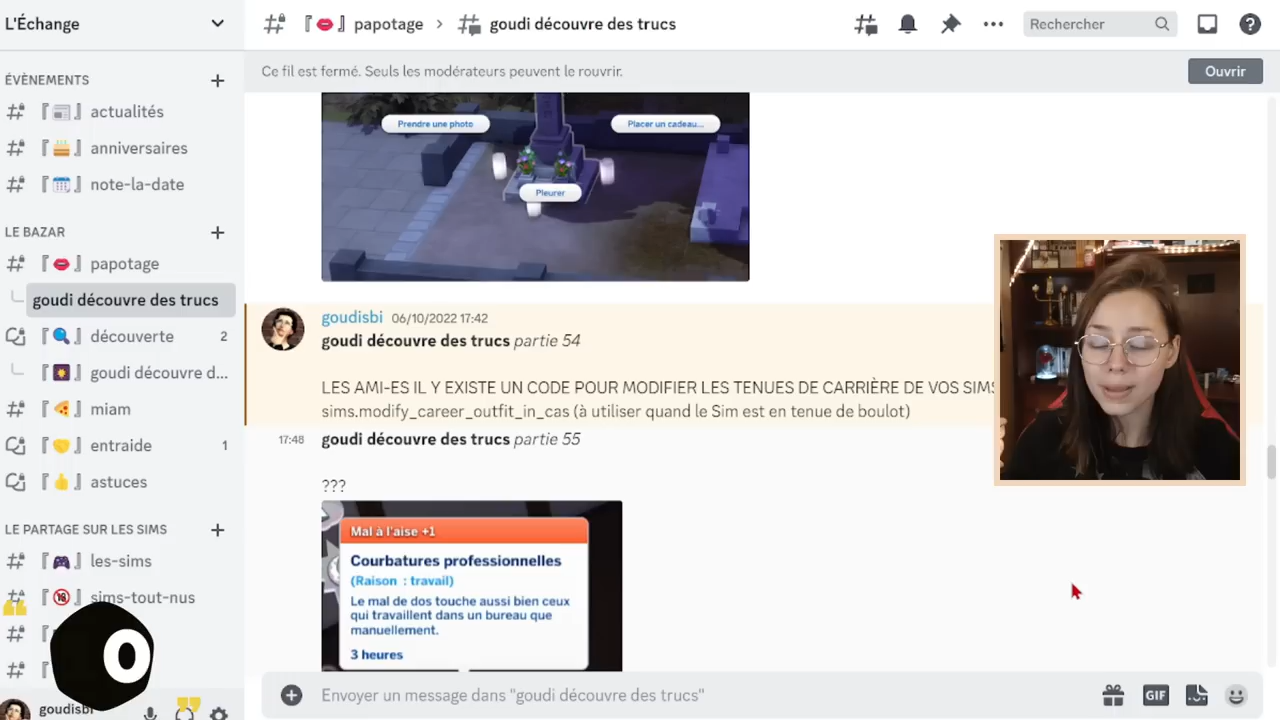 L'Échange
『👄』 papotage > goudi découvre des trucs
Rechercher
Ce fil est fermé. Seuls les modérateurs peuvent le rouvrir.
Ouvrir
ÉVÈNEMENTS
『📰』 actualités
『🎂』 anniversaires
『📅』 note-la-date
LE BAZAR
『👄』 papotage
goudi découvre des trucs
『🔍』 découverte 2
goudi découvre d...
『🍕』 miam
『🤝』 entraide 1
『👍』 astuces
LE PARTAGE SUR LES SIMS
『🎮』 les-sims
『🔞』 sims-tout-nus
goudisbi
Prendre une photo
Placer un cadeau...
Pleurer
goudisbi 06/10/2022 17:42
goudi découvre des trucs partie 54
LES AMI-ES IL Y EXISTE UN CODE POUR MODIFIER LES TENUES DE CARRIÈRE DE VOS SIMS
sims.modify_career_outfit_in_cas (à utiliser quand le Sim est en tenue de boulot)
17:48 goudi découvre des trucs partie 55
???
Mal à l'aise +1
Courbatures professionnelles
(Raison : travail)
Le mal de dos touche aussi bien ceux
qui travaillent dans un bureau que
manuellement.
3 heures
Envoyer un message dans "goudi découvre des trucs"
GIF
O